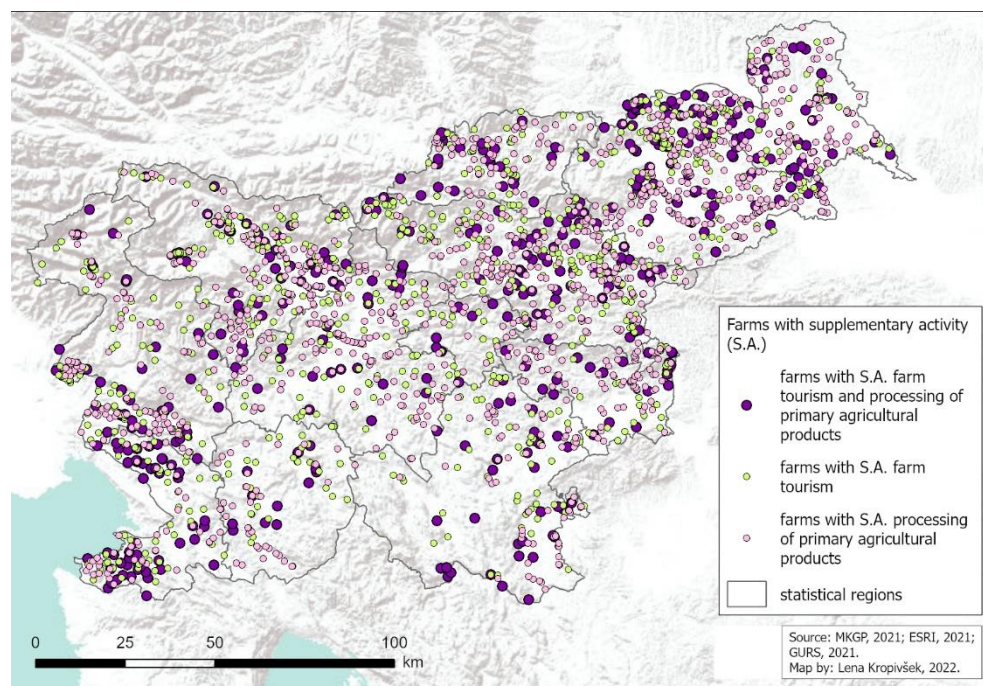 Farms with supplementary activity
(S.A.)
farms with S.A. farm
tourism and processing of
primary agricultural
products
farms with S.A. farm
tourism
farms with S.A. processing
of primary agricultural
products
statistical regions
0 25 50 100
km
Source: MKGP, 2021; ESRI, 2021;
GURS, 2021.
Map by: Lena Kropivšek, 2022.